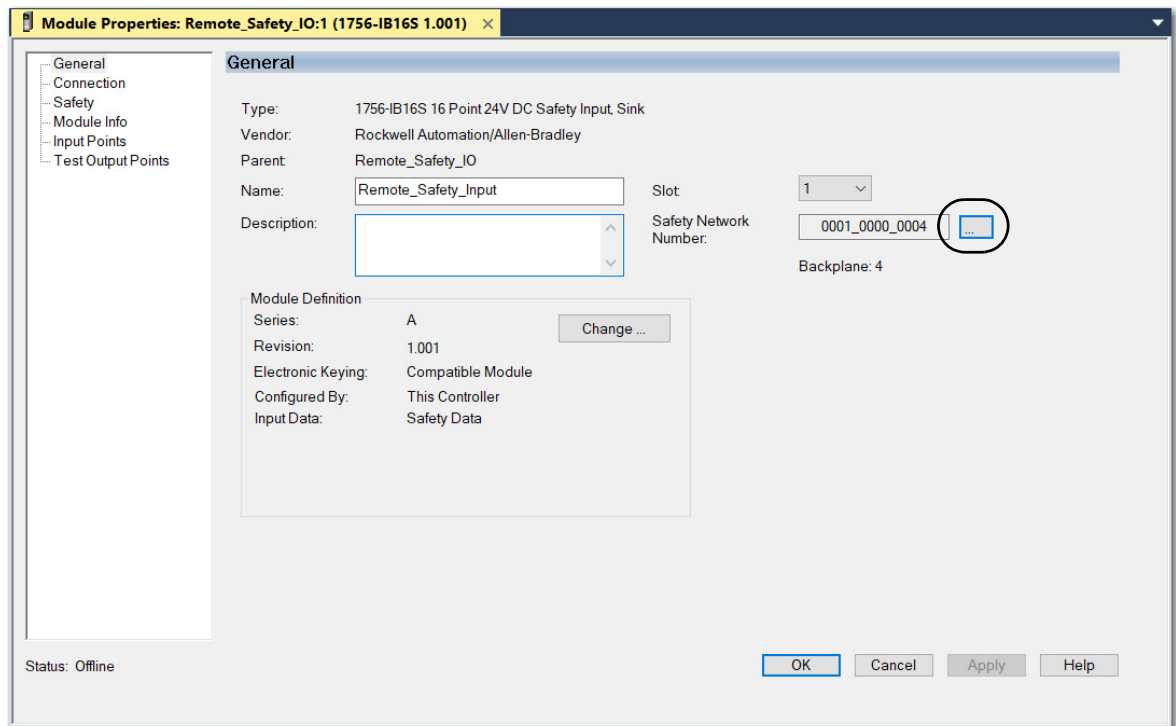 Module Properties: Remote_Safety_IO:1 (1756-IB16S 1.001) ×
General
Connection
Safety
Module Info
Input Points
Test Output Points
General
Type: 1756-IB16S 16 Point 24V DC Safety Input, Sink
Vendor: Rockwell Automation/Allen-Bradley
Parent: Remote_Safety_IO
Name: Remote_Safety_Input Slot: 1
Description: Safety Network Number: 0001_0000_0004 ...
Backplane: 4
Module Definition
Series: A Change ...
Revision: 1.001
Electronic Keying: Compatible Module
Configured By: This Controller
Input Data: Safety Data
Status: Offline OK Cancel Apply Help